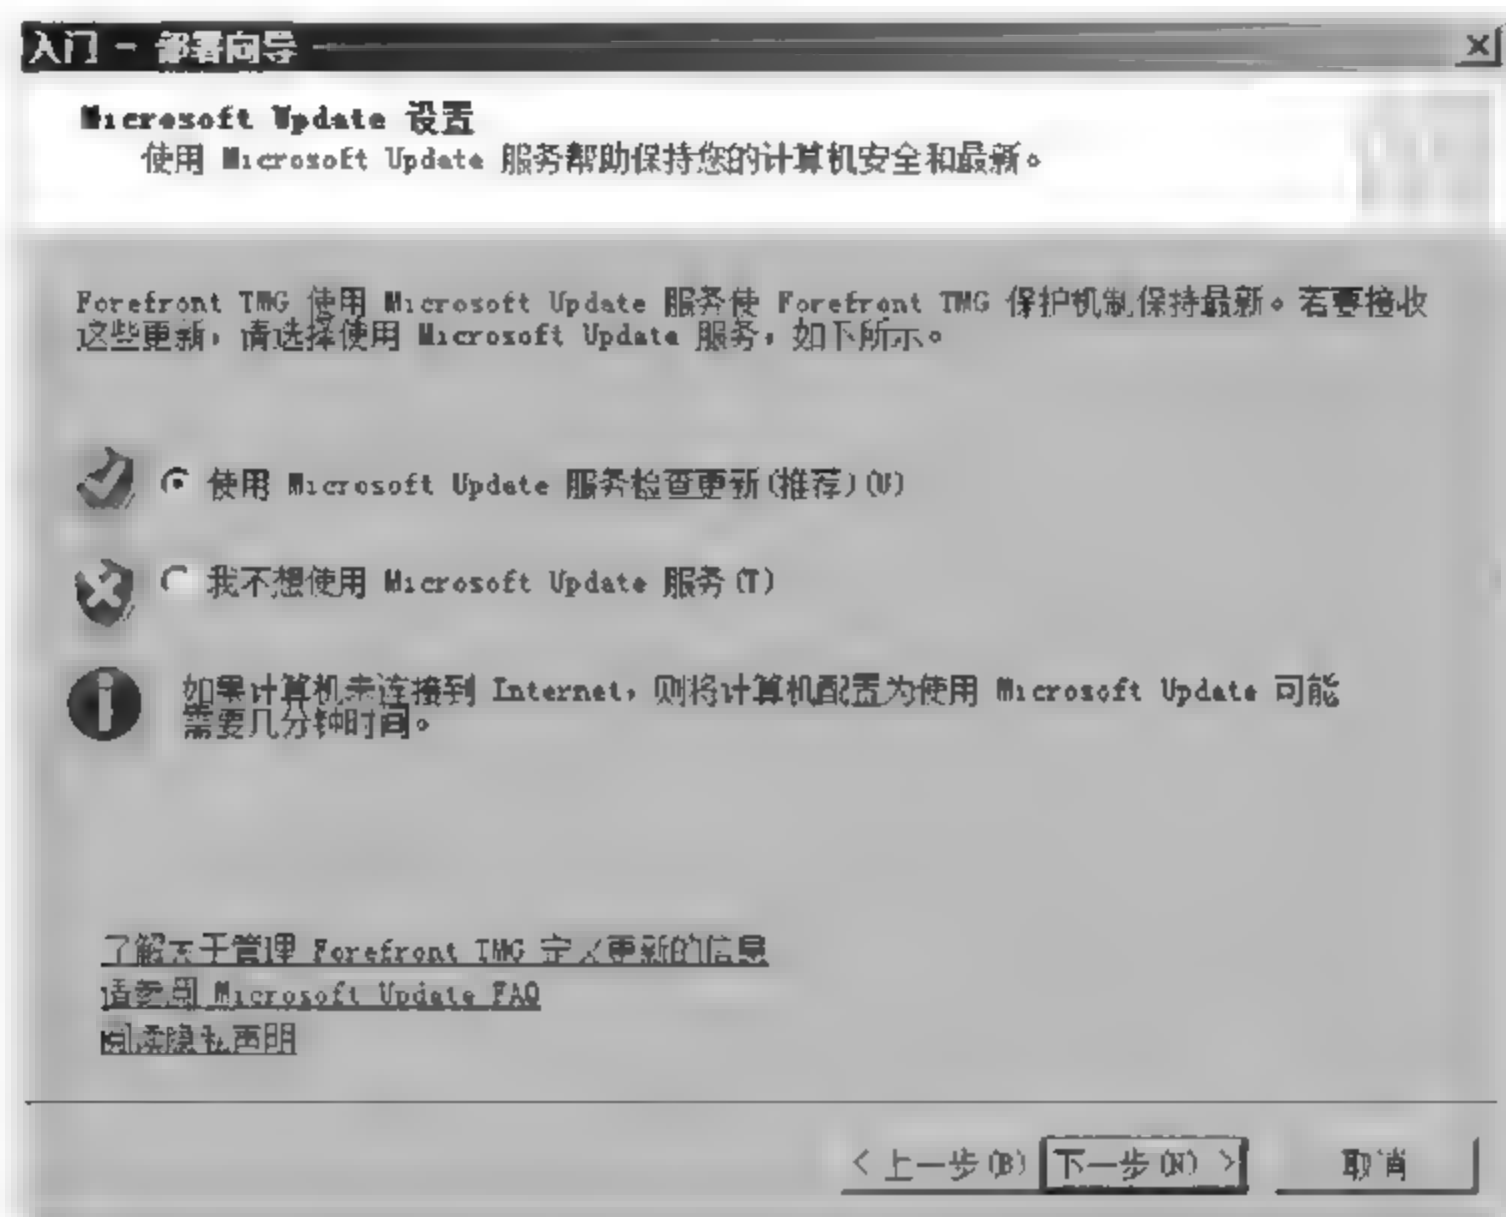 入门 - 部署向导
Microsoft Update 设置
使用 Microsoft Update 服务帮助保持您的计算机安全和最新。
Forefront TMG 使用 Microsoft Update 服务使 Forefront TMG 保护机制保持最新。若要接收
这些更新，请选择使用 Microsoft Update 服务，如下所示。
使用 Microsoft Update 服务检查更新(推荐)(U)
我不想使用 Microsoft Update 服务(T)
如果计算机未连接到 Internet，则将计算机配置为使用 Microsoft Update 可能
需要几分钟时间。
了解关于管理 Forefront TMG 定义更新的信息
请参阅 Microsoft Update FAQ
阅读隐私声明
< 上一步(B)
下一步(N) >
取消